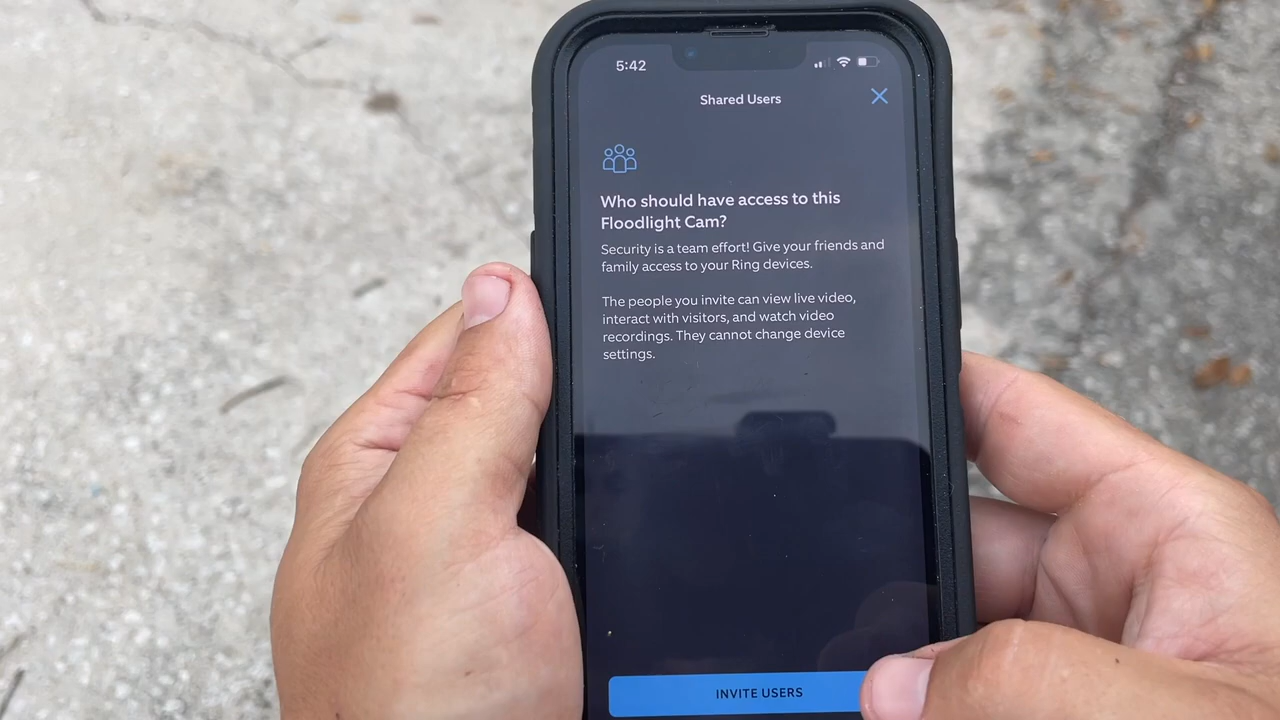 5:42
Shared Users
Who should have access to this
Floodlight Cam?
Security is a team effort! Give your friends and
family access to your Ring devices.
The people you invite can view live video,
interact with visitors, and watch video
recordings. They cannot change device
settings.
INVITE USERS